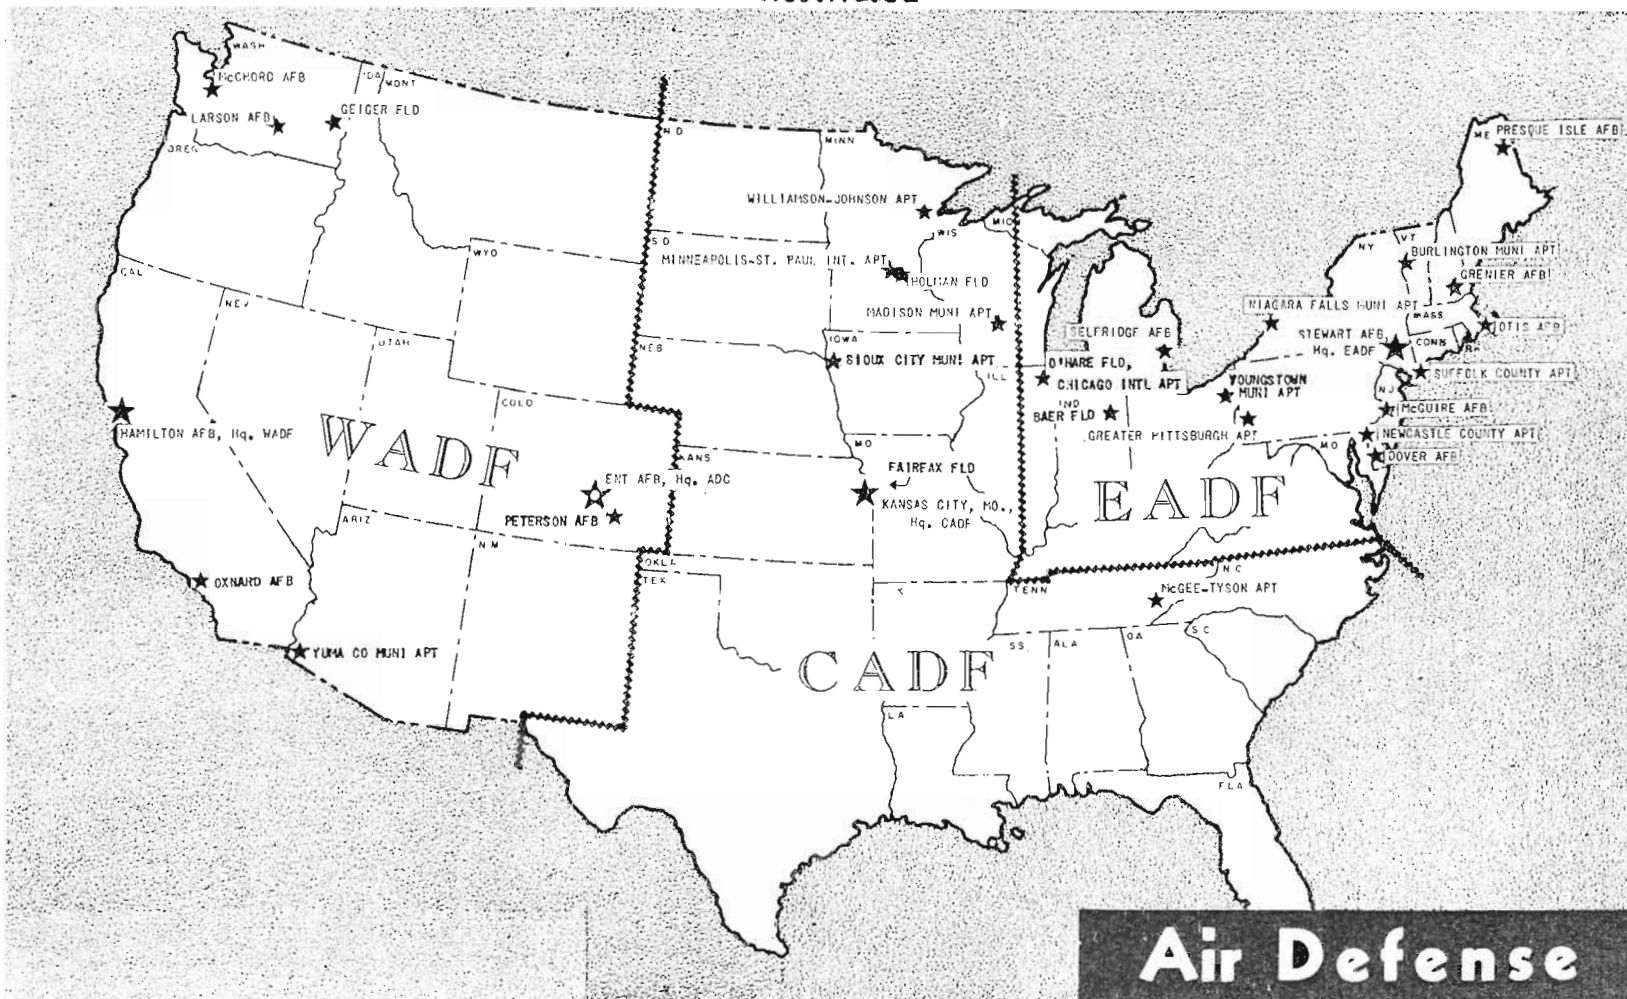 WASH
McCHORD AFB
IDA
MONT
GEIGER FLD
LARSON AFB
OREG
N D
MINN
ME
PRESQUE ISLE AFB
WILLIAMSON-JOHNSON APT
MICH
WIS
S D
MINNEAPOLIS-ST. PAUL INT. APT
HOLMAN FLD
NY
VT
BURLINGTON MUNI APT
GRENIER AFB
WYO
CAL
NEV
MADISON MUNI APT
NIAGARA FALLS MUNI APT
MASS
SELFRIDGE AFB
STEWART AFB
Hq. EADF
CONN
OTIS AFB
UTAH
NEB
IOWA
SIOUX CITY MUNI APT
ILL
O'HARE FLD,
CHICAGO INTL APT
SUFFOLK COUNTY APT
YOUNGSTOWN
MUNI APT
NJ
COLO
IND
BAER FLD
McGUIRE AFB
HAMILTON AFB, Hq. WADF
WADF
GREATER PITTSBURGH APT
NEWCASTLE COUNTY APT
MO
MD
DOVER AFB
KANS
ENT AFB, Hq. ADC
FAIRFAX FLD
KANSAS CITY, MO.,
Hq. CADF
EADF
PETERSON AFB
ARIZ
N M
OKLA
TEX
OXNARD AFB
TENN
N C
McGEE-TYSON APT
YUMA CO MUNI APT
CADF
SS
ALA
GA
S C
LA
FLA
Air Defense